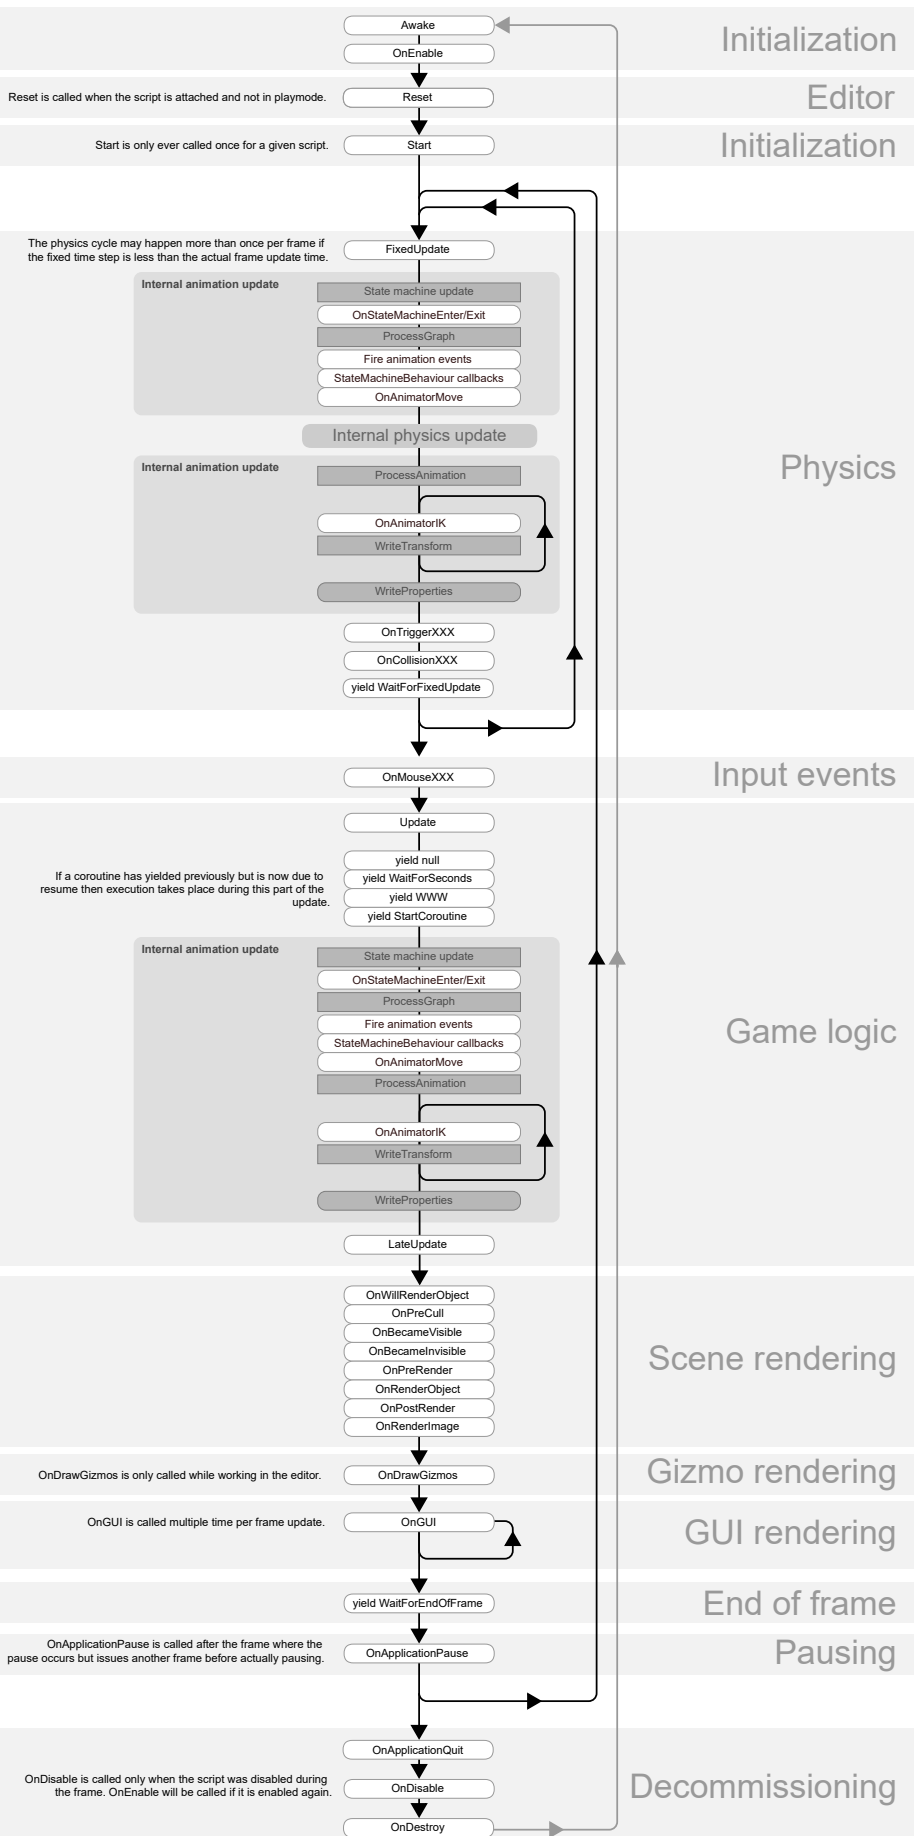 Awake
Initialization
OnEnable
Reset is called when the script is attached and not in playmode.
Reset
Editor
Start is only ever called once for a given script.
Start
Initialization
The physics cycle may happen more than once per frame if
the fixed time step is less than the actual frame update time.
FixedUpdate
Internal animation update
State machine update
OnStateMachineEnter/Exit
ProcessGraph
Fire animation events
StateMachineBehaviour callbacks
OnAnimatorMove
Internal physics update
Physics
Internal animation update
ProcessAnimation
OnAnimatorIK
WriteTransform
WriteProperties
OnTriggerXXX
OnCollisionXXX
yield WaitForFixedUpdate
OnMouseXXX
Input events
Update
If a coroutine has yielded previously but is now due to
resume then execution takes place during this part of the
update.
yield null
yield WaitForSeconds
yield WWW
yield StartCoroutine
Internal animation update
State machine update
OnStateMachineEnter/Exit
ProcessGraph
Fire animation events
StateMachineBehaviour callbacks
OnAnimatorMove
ProcessAnimation
Game logic
OnAnimatorIK
WriteTransform
WriteProperties
LateUpdate
OnWillRenderObject
OnPreCull
OnBecameVisible
OnBecameInvisible
OnPreRender
OnRenderObject
OnPostRender
OnRenderImage
Scene rendering
OnDrawGizmos is only called while working in the editor.
OnDrawGizmos
Gizmo rendering
OnGUI is called multiple time per frame update.
OnGUI
GUI rendering
yield WaitForEndOfFrame
End of frame
OnApplicationPause is called after the frame where the
pause occurs but issues another frame before actually pausing.
OnApplicationPause
Pausing
OnApplicationQuit
OnDisable is called only when the script was disabled during
the frame. OnEnable will be called if it is enabled again.
OnDisable
Decommissioning
OnDestroy